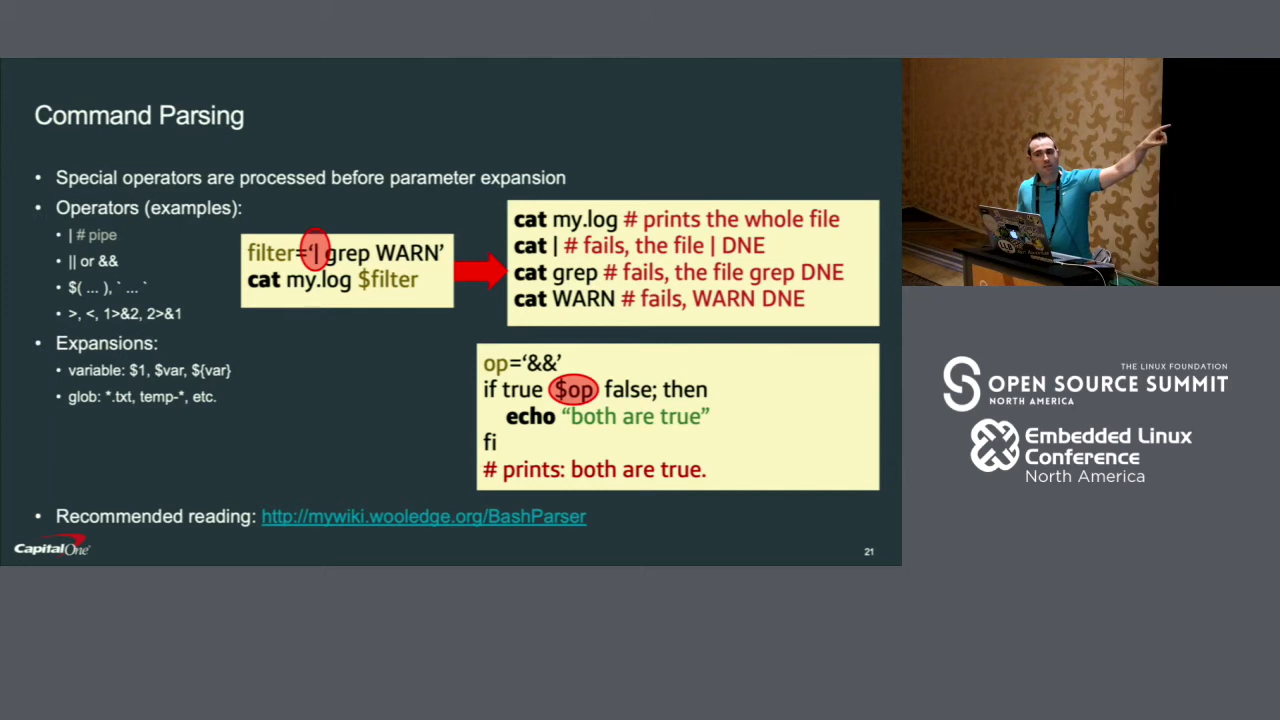 Command Parsing
• Special operators are processed before parameter expansion
• Operators (examples):
• | # pipe
• || or &&
• $( ... ), ` ... `
• >, <, 1>&2, 2>&1
• Expansions:
• variable: $1, $var, ${var}
• glob: *.txt, temp-*, etc.
filter=‘| grep WARN’
cat my.log $filter
cat my.log # prints the whole file
cat | # fails, the file | DNE
cat grep # fails, the file grep DNE
cat WARN # fails, WARN DNE
op=‘&&’
if true $op false; then
echo “both are true”
fi
# prints: both are true.
• Recommended reading: http://mywiki.wooledge.org/BashParser
CapitalOne
21
THE LINUX FOUNDATION
OPEN SOURCE SUMMIT
NORTH AMERICA
Embedded Linux
Conference
North America